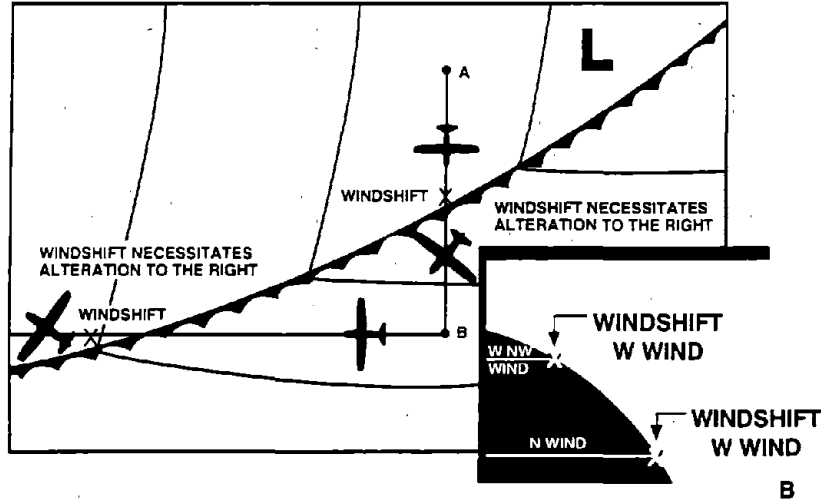 L
A
WINDSHIFT
WINDSHIFT NECESSITATES
ALTERATION TO THE RIGHT
WINDSHIFT NECESSITATES
ALTERATION TO THE RIGHT
WINDSHIFT
B
W NW
WIND
WINDSHIFT
W WIND
N WIND
WINDSHIFT
W WIND
B